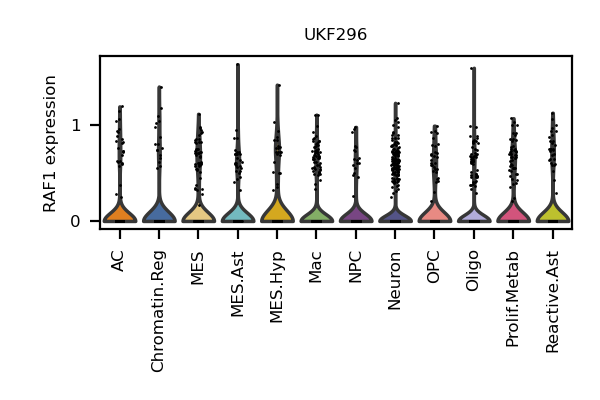 UKF296
RAF1 expression
1
0
AC
Chromatin.Reg
MES
MES.Ast
MES.Hyp
Mac
NPC
Neuron
OPC
Oligo
Prolif.Metab
Reactive.Ast